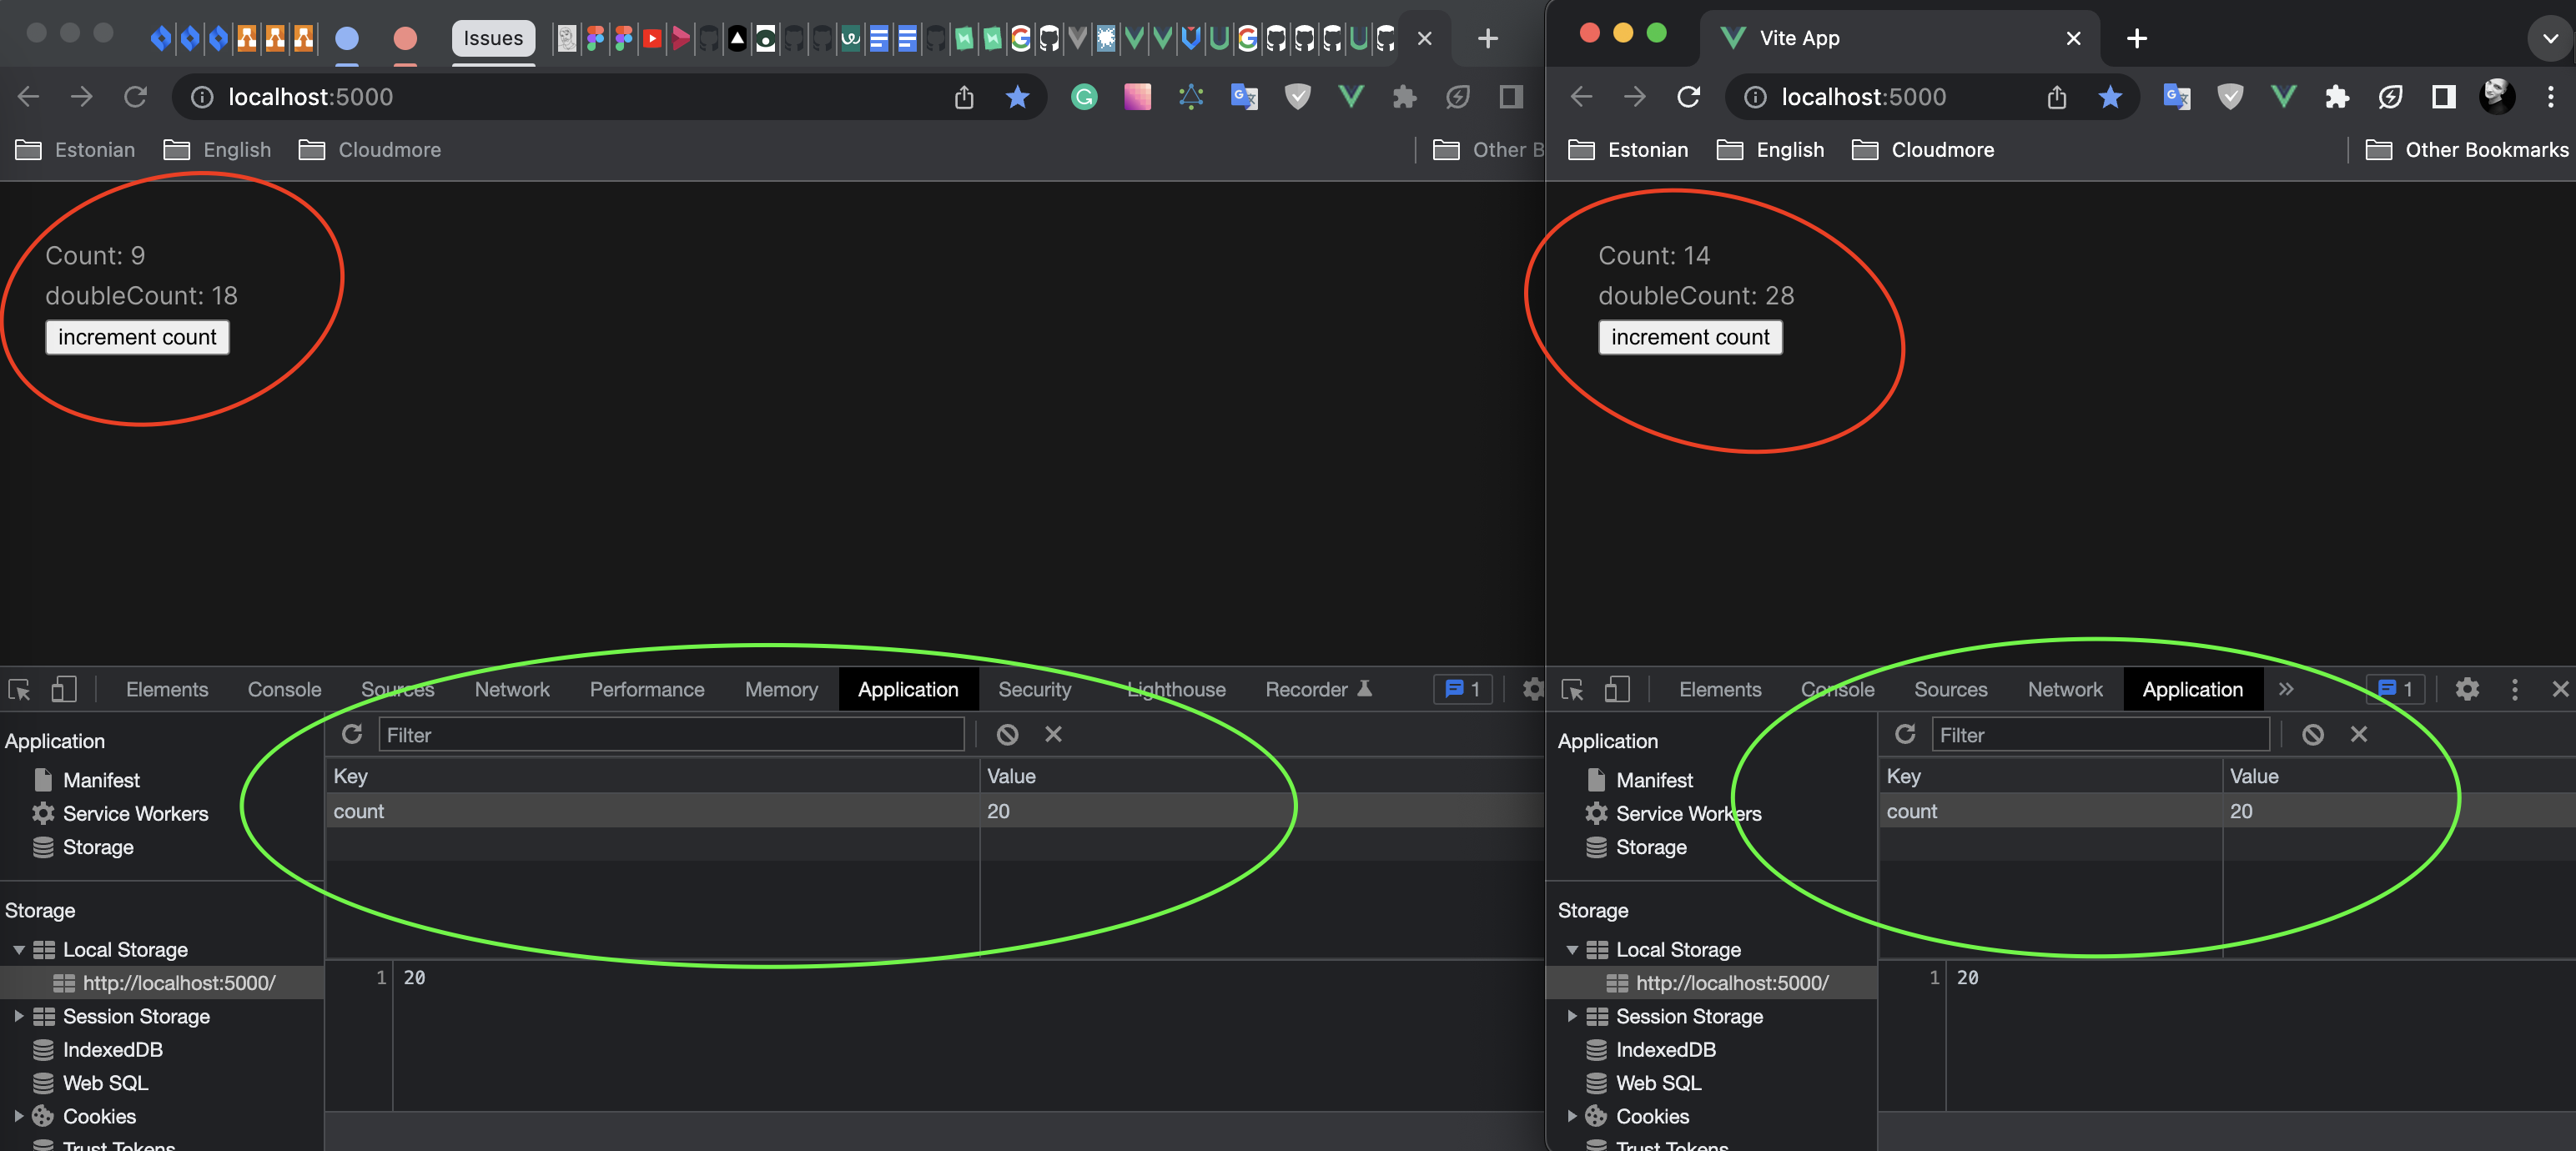 Issues
localhost:5000
Estonian English Cloudmore Other B
Count: 9
doubleCount: 18
increment count
Elements Console Sources Network Performance Memory Application Security Lighthouse Recorder 1
Application
Manifest
Service Workers
Storage
Storage
Local Storage
http://localhost:5000/
Session Storage
IndexedDB
Web SQL
Cookies
Trust Tokens
Filter
Key Value
count 20
1 20
Vite App
localhost:5000
Estonian English Cloudmore Other Bookmarks
Count: 14
doubleCount: 28
increment count
Elements Console Sources Network Application 1
Application
Manifest
Service Workers
Storage
Storage
Local Storage
http://localhost:5000/
Session Storage
IndexedDB
Web SQL
Cookies
Trust Tokens
Filter
Key Value
count 20
1 20